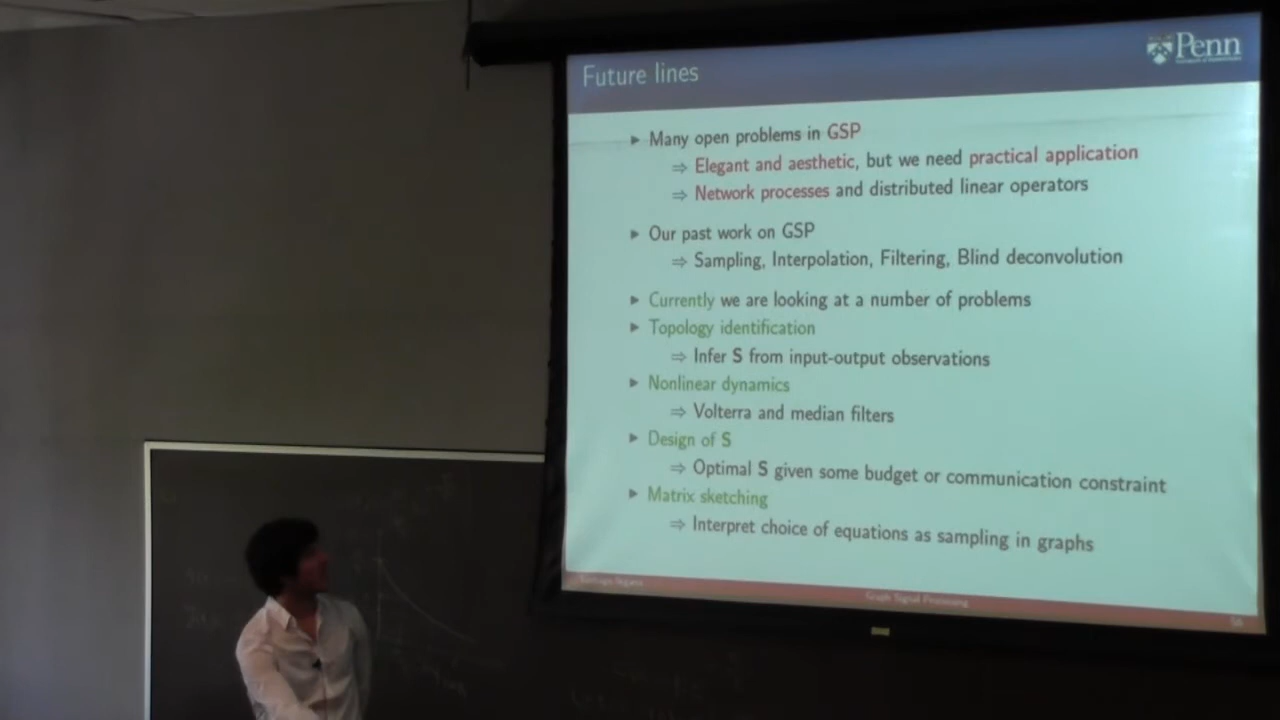 Penn
Future lines
▶ Many open problems in GSP
⇒ Elegant and aesthetic, but we need practical application
⇒ Network processes and distributed linear operators
▶ Our past work on GSP
⇒ Sampling, Interpolation, Filtering, Blind deconvolution
▶ Currently we are looking at a number of problems
▶ Topology identification
⇒ Infer S from input-output observations
▶ Nonlinear dynamics
⇒ Volterra and median filters
▶ Design of S
⇒ Optimal S given some budget or communication constraint
▶ Matrix sketching
⇒ Interpret choice of equations as sampling in graphs
Graph Signal Processing